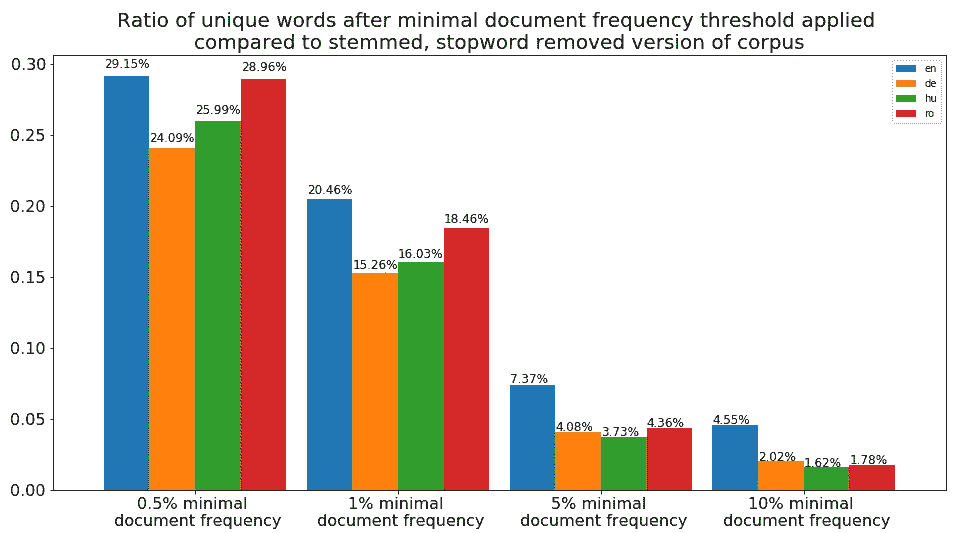 Ratio of unique words after minimal document frequency threshold applied
compared to stemmed, stopword removed version of corpus
0.30
0.25
0.20
0.15
0.10
0.05
0.00
29.15%
24.09%
25.99%
28.96%
20.46%
15.26%
16.03%
18.46%
7.37%
4.08%
3.73%
4.36%
4.55%
2.02%
1.62%
1.78%
en
de
hu
ro
0.5% minimal
document frequency
1% minimal
document frequency
5% minimal
document frequency
10% minimal
document frequency